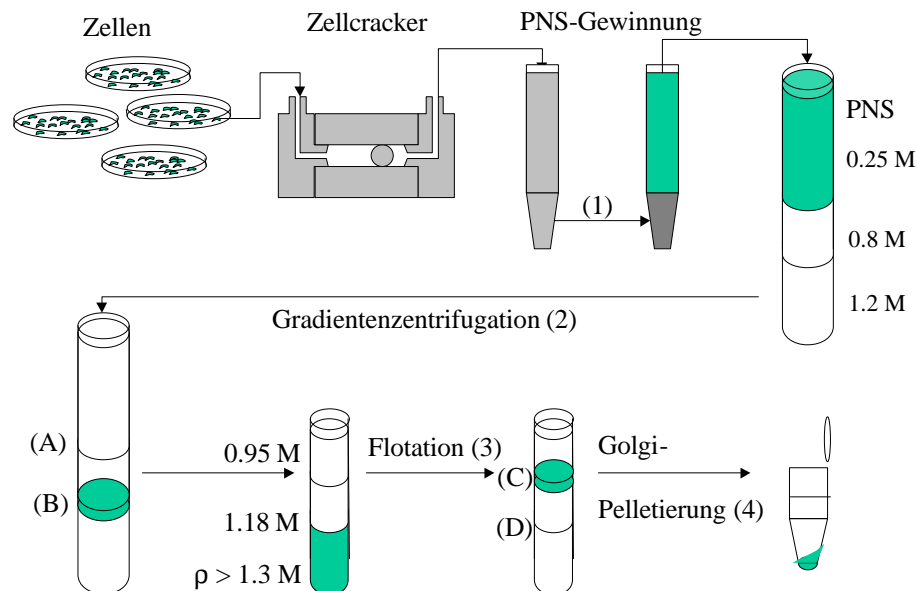 Zellen
Zellcracker
PNS-Gewinnung
(1)
PNS
0.25 M
0.8 M
1.2 M
Gradientenzentrifugation (2)
(A)
(B)
0.95 M
1.18 M
ρ > 1.3 M
Flotation (3)
(C)
(D)
Golgi-
Pelletierung (4)